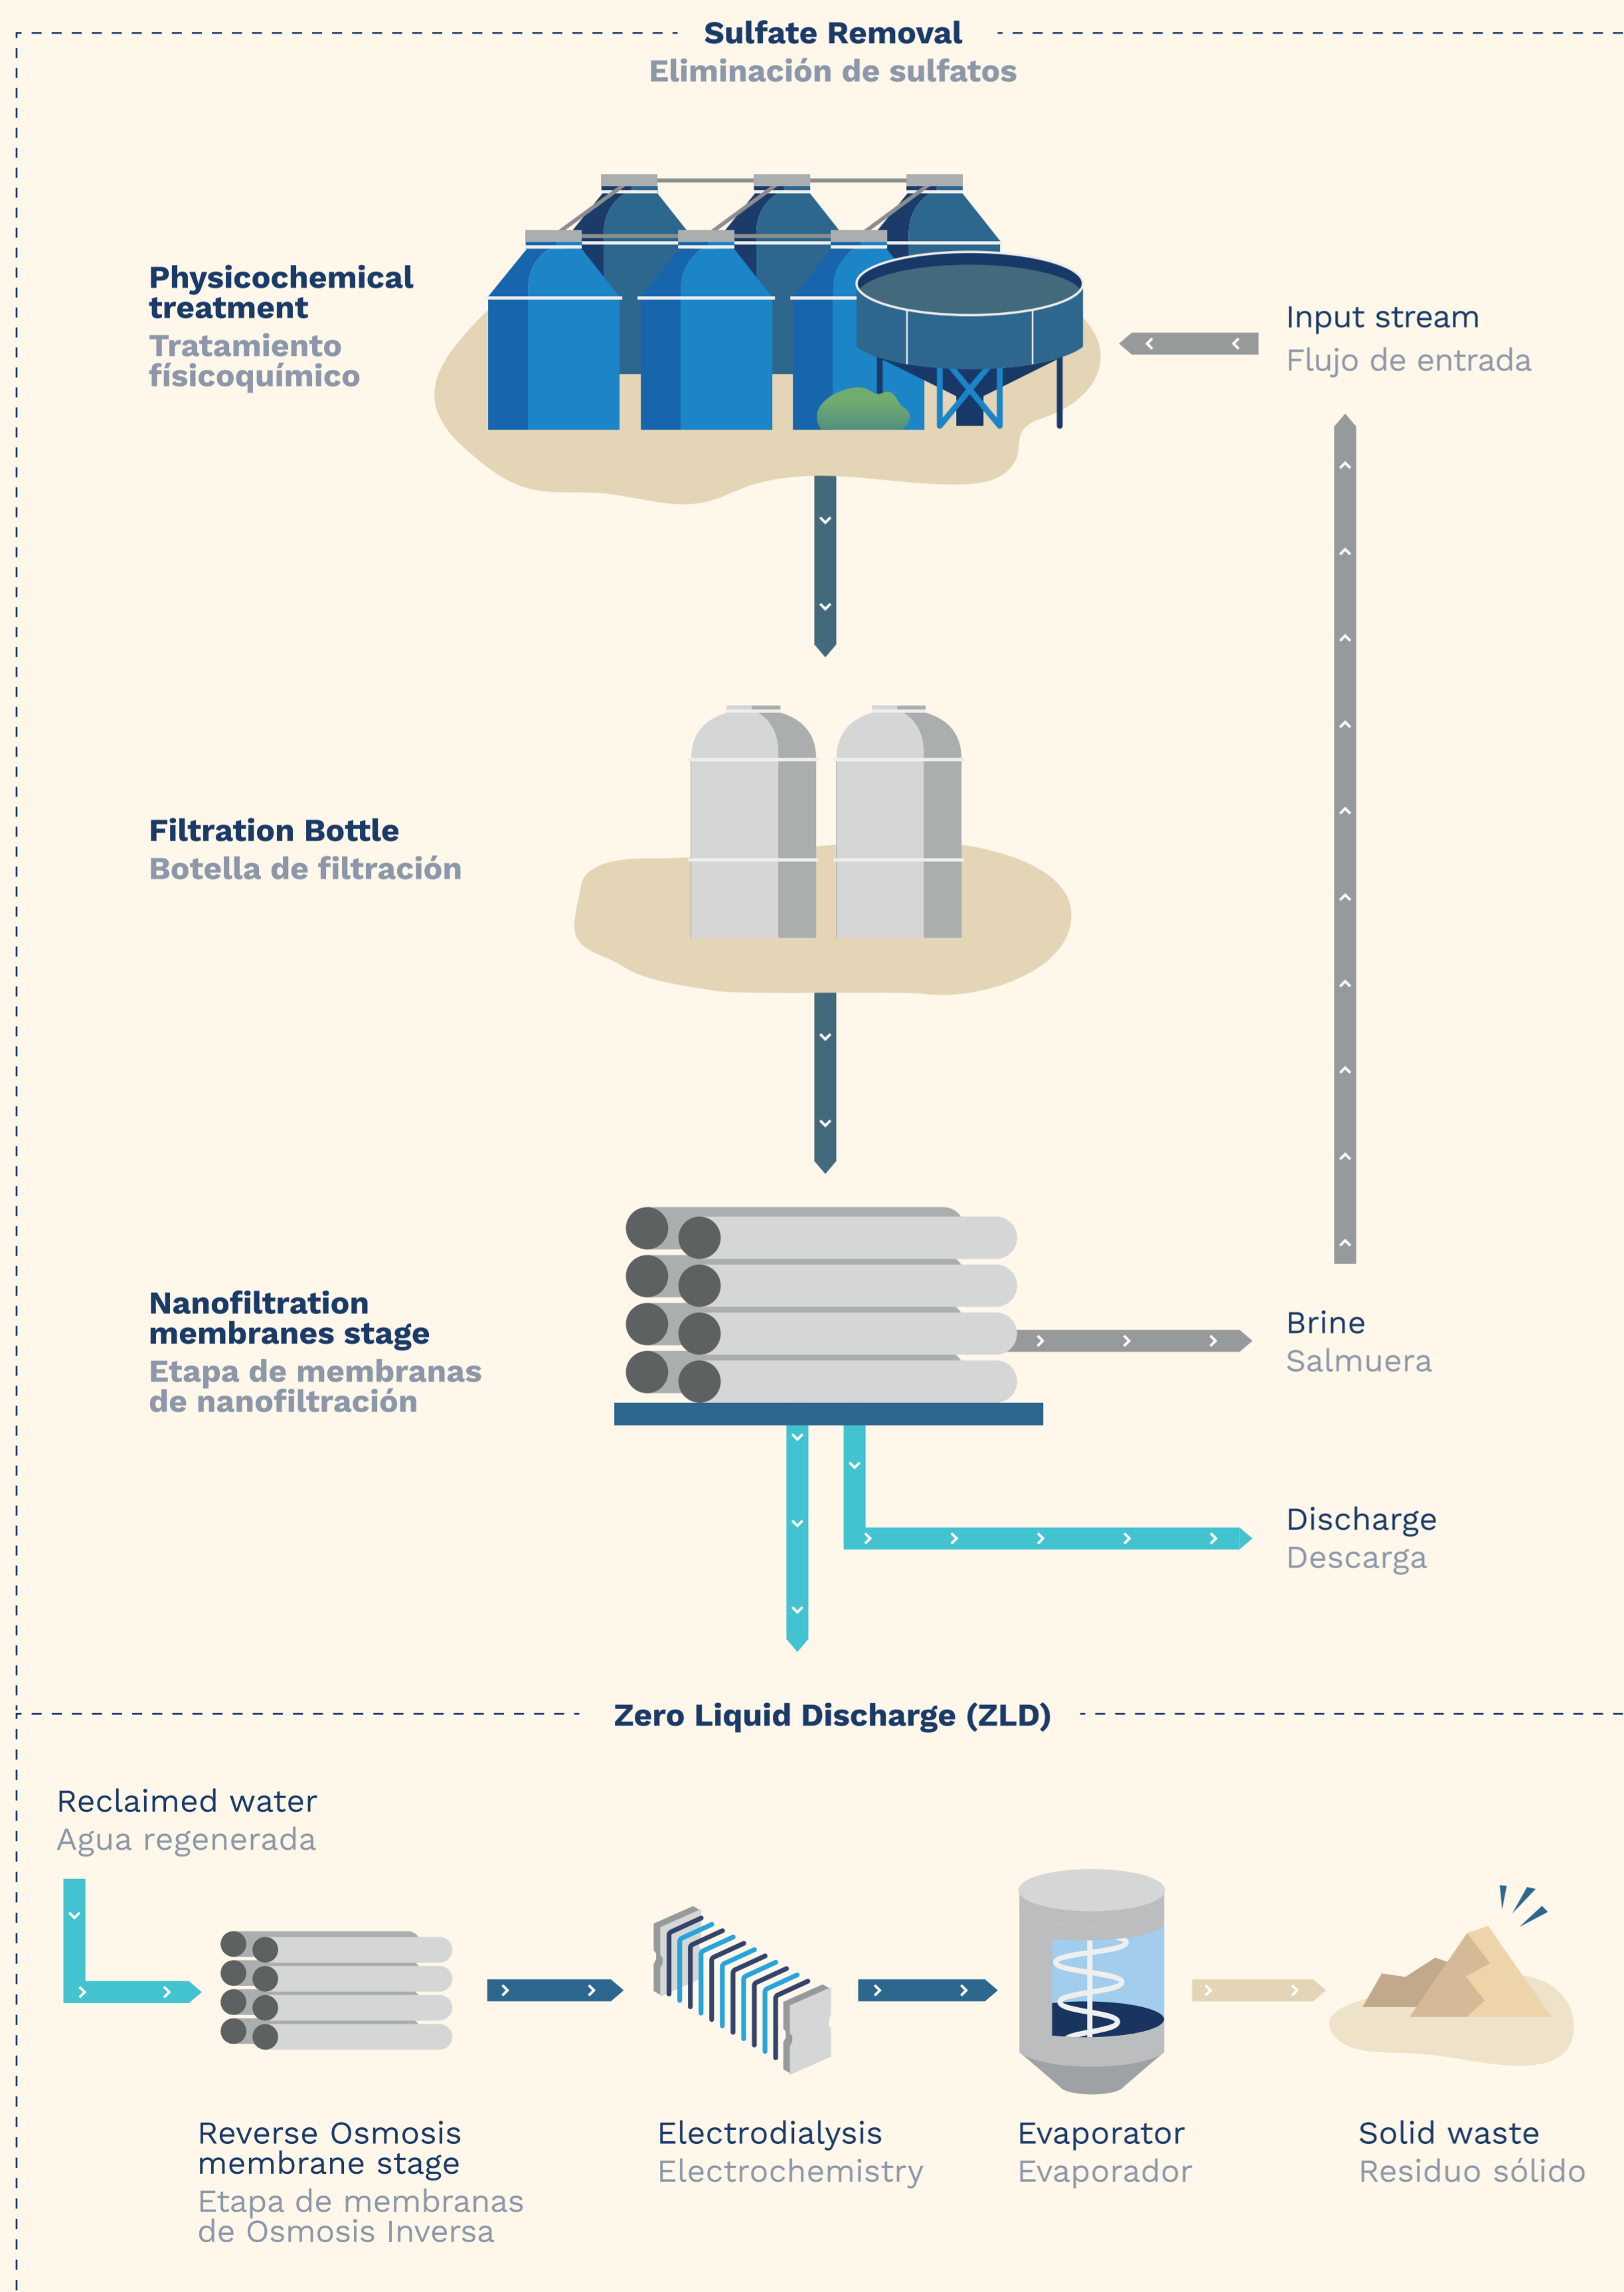 Sulfate Removal
Eliminación de sulfatos
Physicochemical
treatment
Tratamiento
físicoquímico
Input stream
Flujo de entrada
Filtration Bottle
Botella de filtración
Nanofiltration
membranes stage
Etapa de membranas
de nanofiltración
Brine
Salmuera
Discharge
Descarga
Zero Liquid Discharge (ZLD)
Reclaimed water
Agua regenerada
Reverse Osmosis
membrane stage
Etapa de membranas
de Osmosis Inversa
Electrodialysis
Electrochemistry
Evaporator
Evaporador
Solid waste
Residuo sólido